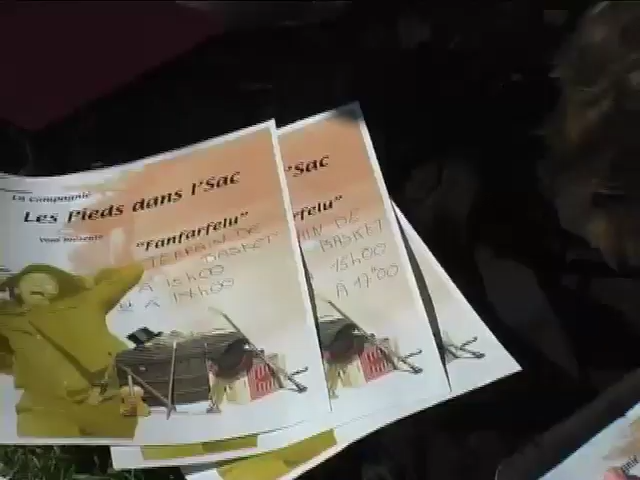 La Compagnie
Les Pieds dans l'Sac
Vous Présente
"Fanfarfelu"
TERRAIN DE
BASKET
À 15h00
À 17h00
'Sac
rfelu"
IN DE
BASKET
15h00
À 17h00